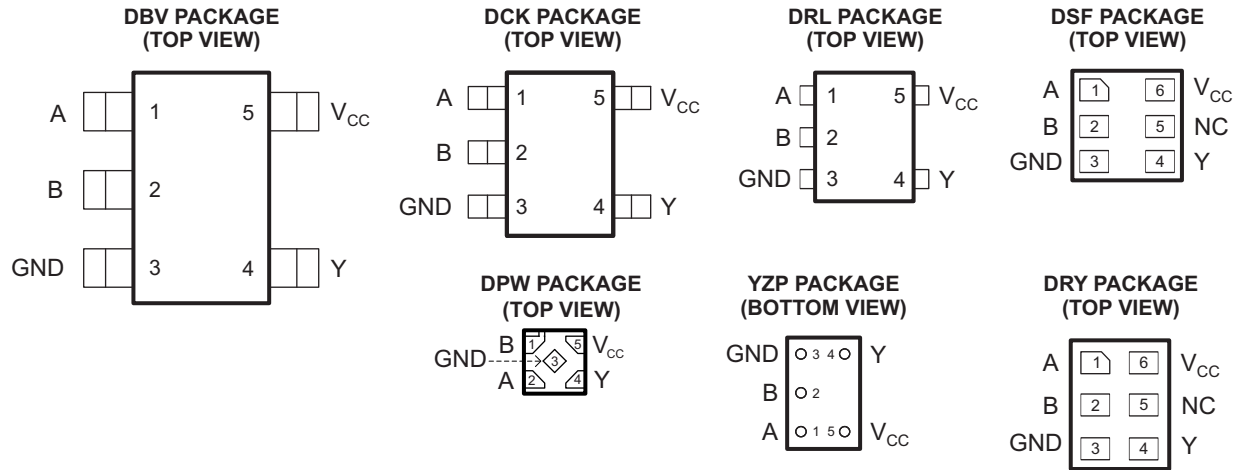 DBV PACKAGE
(TOP VIEW)
A 1 5 VCC
B 2
GND 3 4 Y
DCK PACKAGE
(TOP VIEW)
A 1 5 VCC
B 2
GND 3 4 Y
DRL PACKAGE
(TOP VIEW)
A 1 5 VCC
B 2
GND 3 4 Y
DSF PACKAGE
(TOP VIEW)
A 1 6 VCC
B 2 5 NC
GND 3 4 Y
DPW PACKAGE
(TOP VIEW)
B 1 5 VCC
GND 3
A 2 4 Y
YZP PACKAGE
(BOTTOM VIEW)
GND 3 4 Y
B 2
A 1 5 VCC
DRY PACKAGE
(TOP VIEW)
A 1 6 VCC
B 2 5 NC
GND 3 4 Y